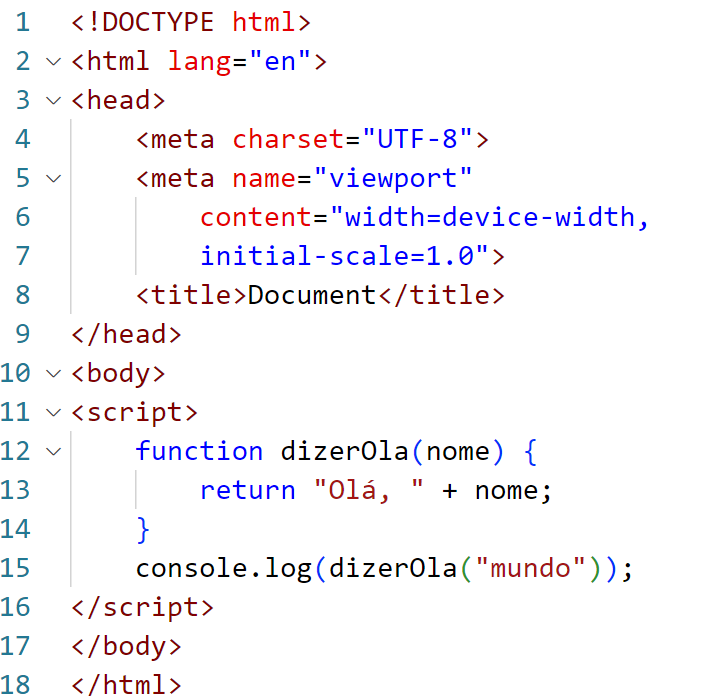 1 <!DOCTYPE html>
2 <html lang="en">
3 <head>
4     <meta charset="UTF-8">
5     <meta name="viewport"
6         content="width=device-width,
7         initial-scale=1.0">
8     <title>Document</title>
9 </head>
10 <body>
11 <script>
12     function dizerOla(nome) {
13         return "Olá, " + nome;
14     }
15     console.log(dizerOla("mundo"));
16 </script>
17 </body>
18 </html>